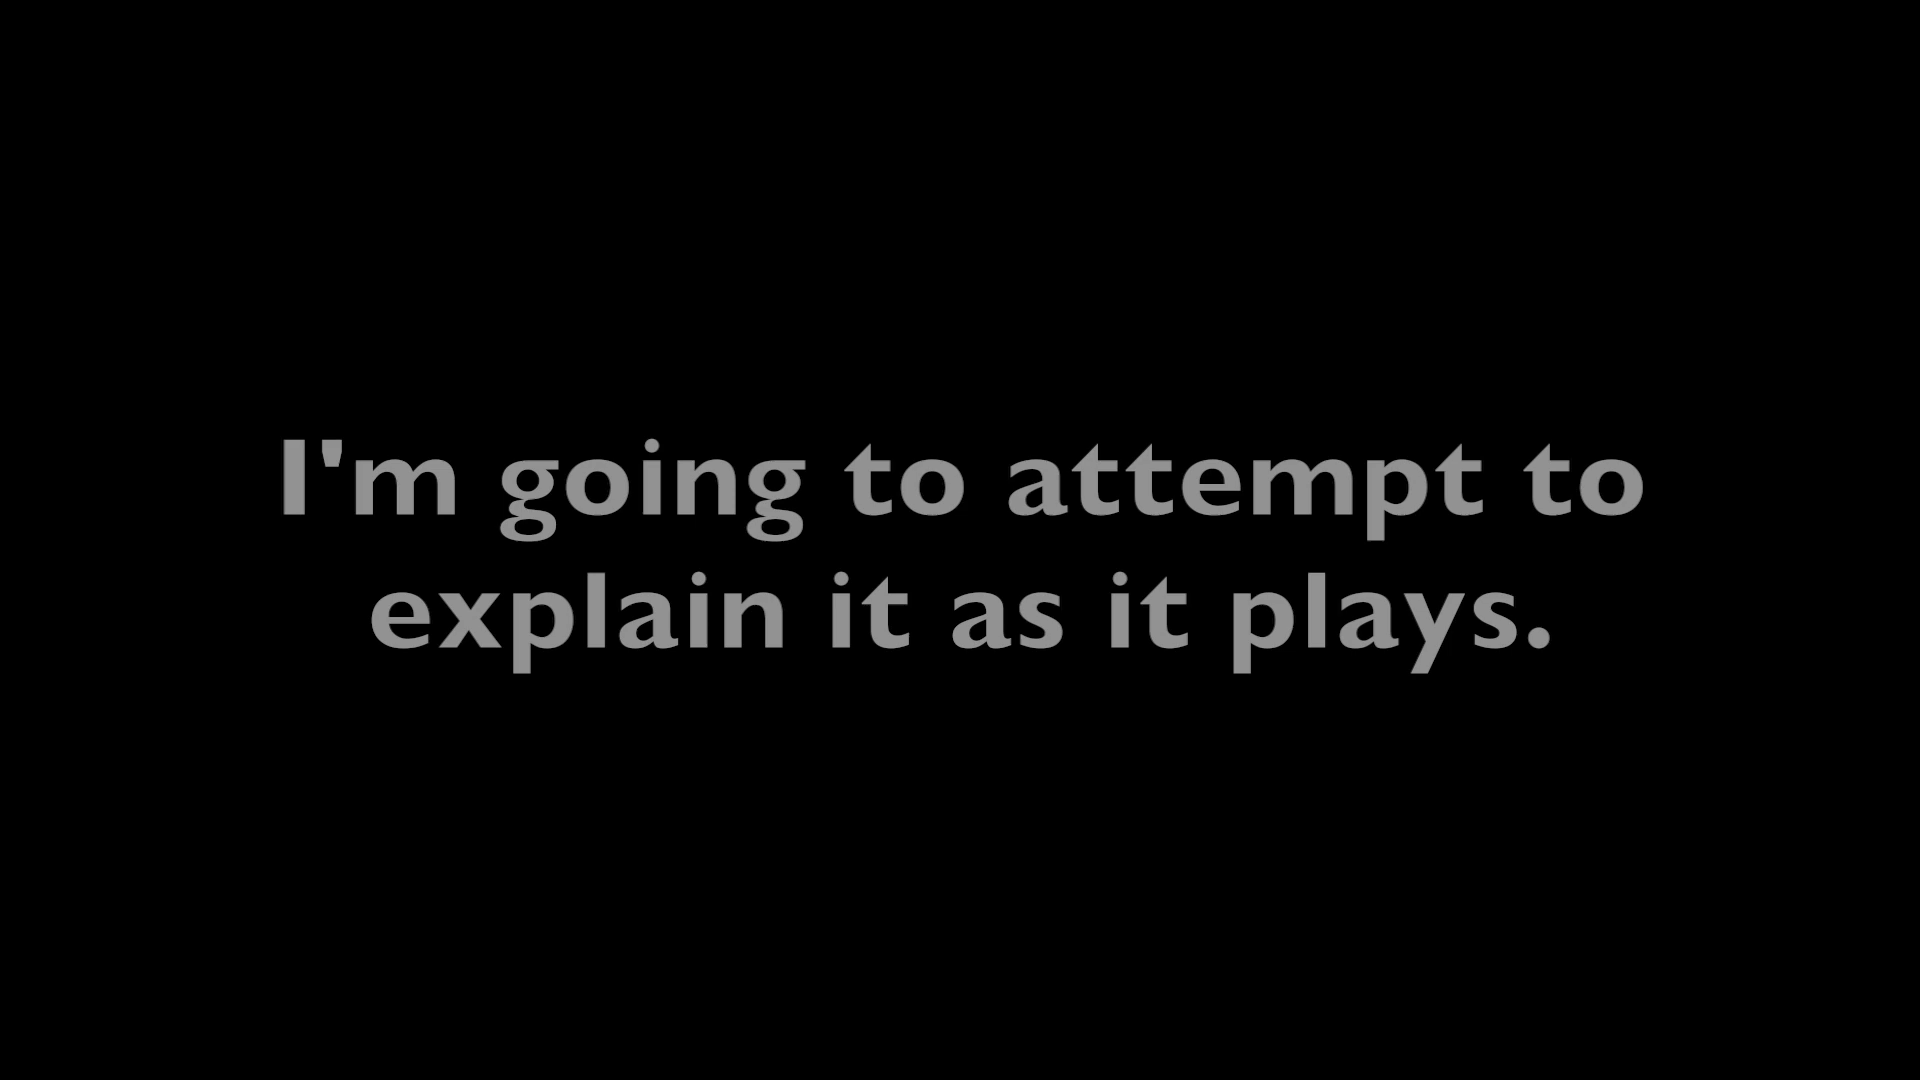 I'm going to attempt to
explain it as it plays.